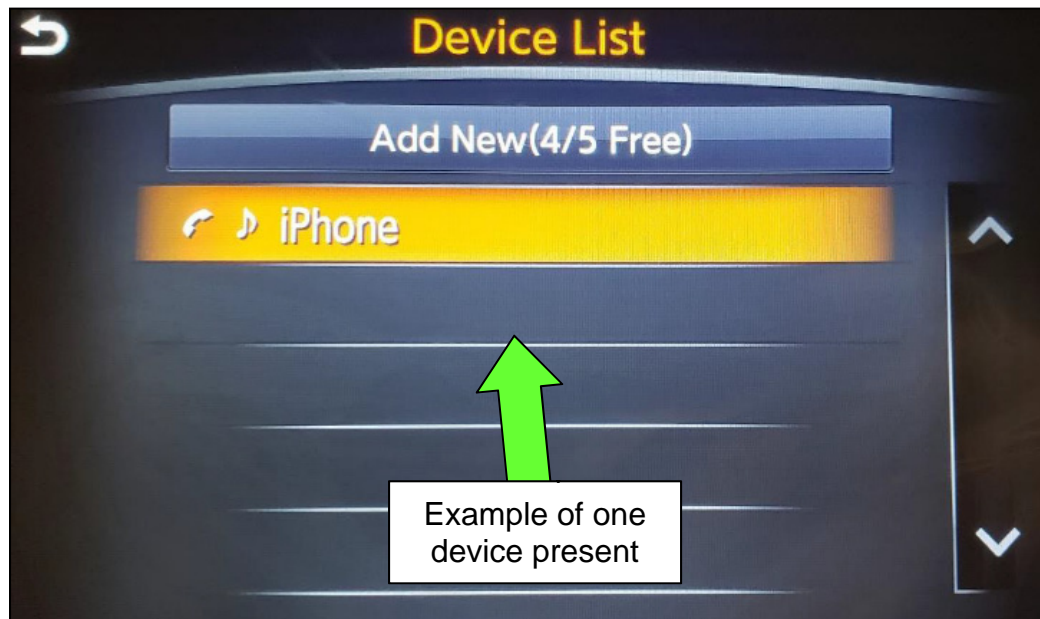 Device List
Add New(4/5 Free)
iPhone
Example of one
device present